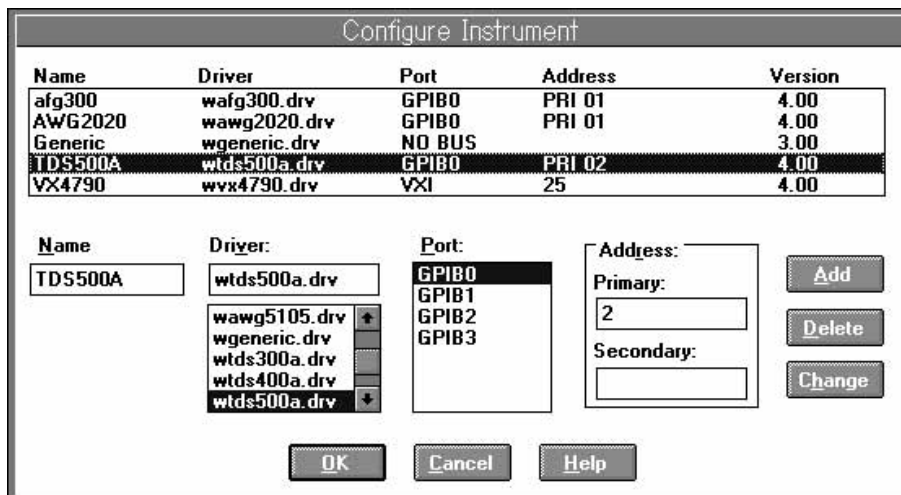 Configure Instrument
Name Driver Port Address Version
afg300 wafg300.drv GPIB0 PRI 01 4.00
AWG2020 wawg2020.drv GPIB0 PRI 01 4.00
Generic wgeneric.drv NO BUS 3.00
TDS500A wtds500a.drv GPIB0 PRI 02 4.00
VX4790 wvx4790.drv VXI 25 4.00
Name Driver: Port: Address:
TDS500A wtds500a.drv GPIB0 Primary: Add
wawg5105.drv GPIB1 2
wgeneric.drv GPIB2 Delete
wtds300a.drv GPIB3 Secondary:
wtds400a.drv Change
wtds500a.drv
OK Cancel Help